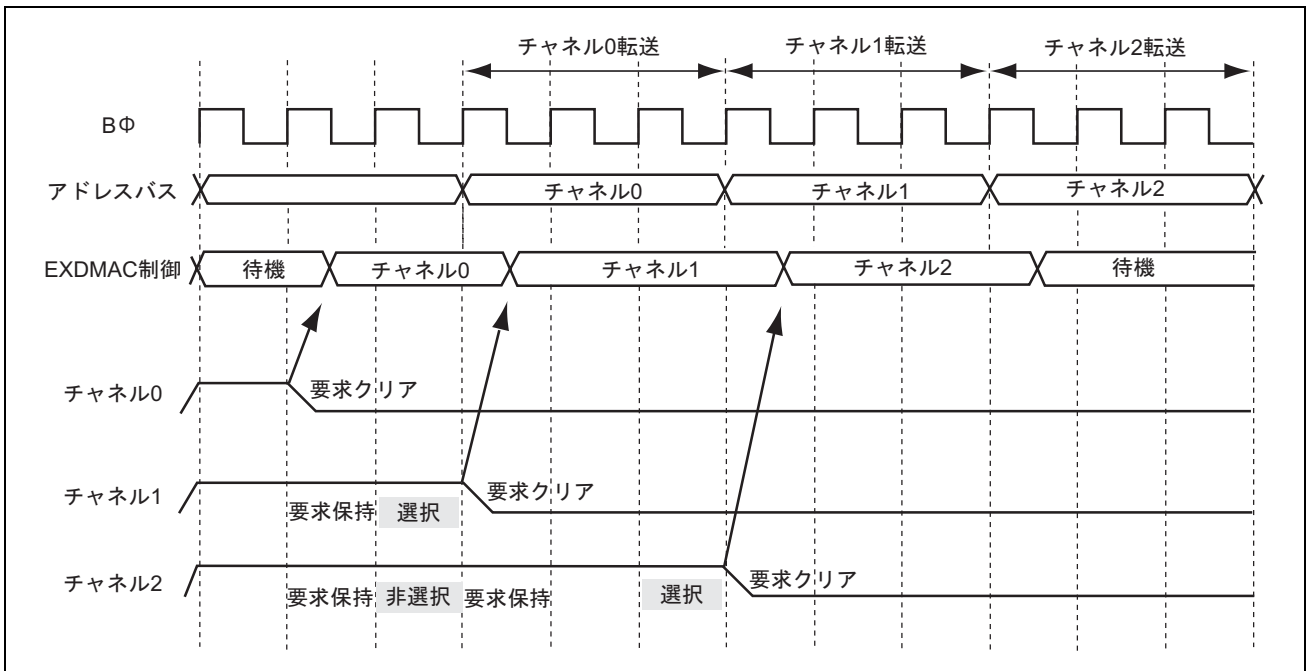 チャネル0転送 チャネル1転送 チャネル2転送
BΦ
アドレスバス チャネル0 チャネル1 チャネル2
EXDMAC制御 待機 チャネル0 チャネル1 チャネル2 待機
チャネル0 要求クリア
チャネル1 要求保持 選択 要求クリア
チャネル2 要求保持 非選択 要求保持 選択 要求クリア